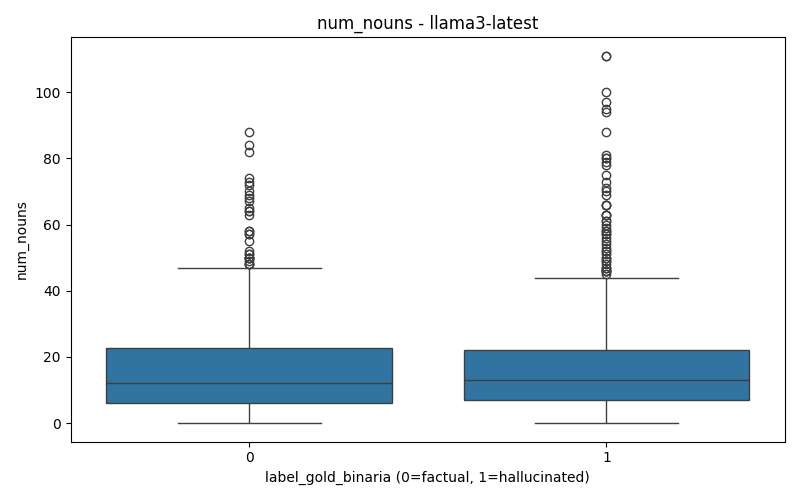 num_nouns - llama3-latest
num_nouns
100
80
60
40
20
0
0 1
label_gold_binaria (0=factual, 1=hallucinated)